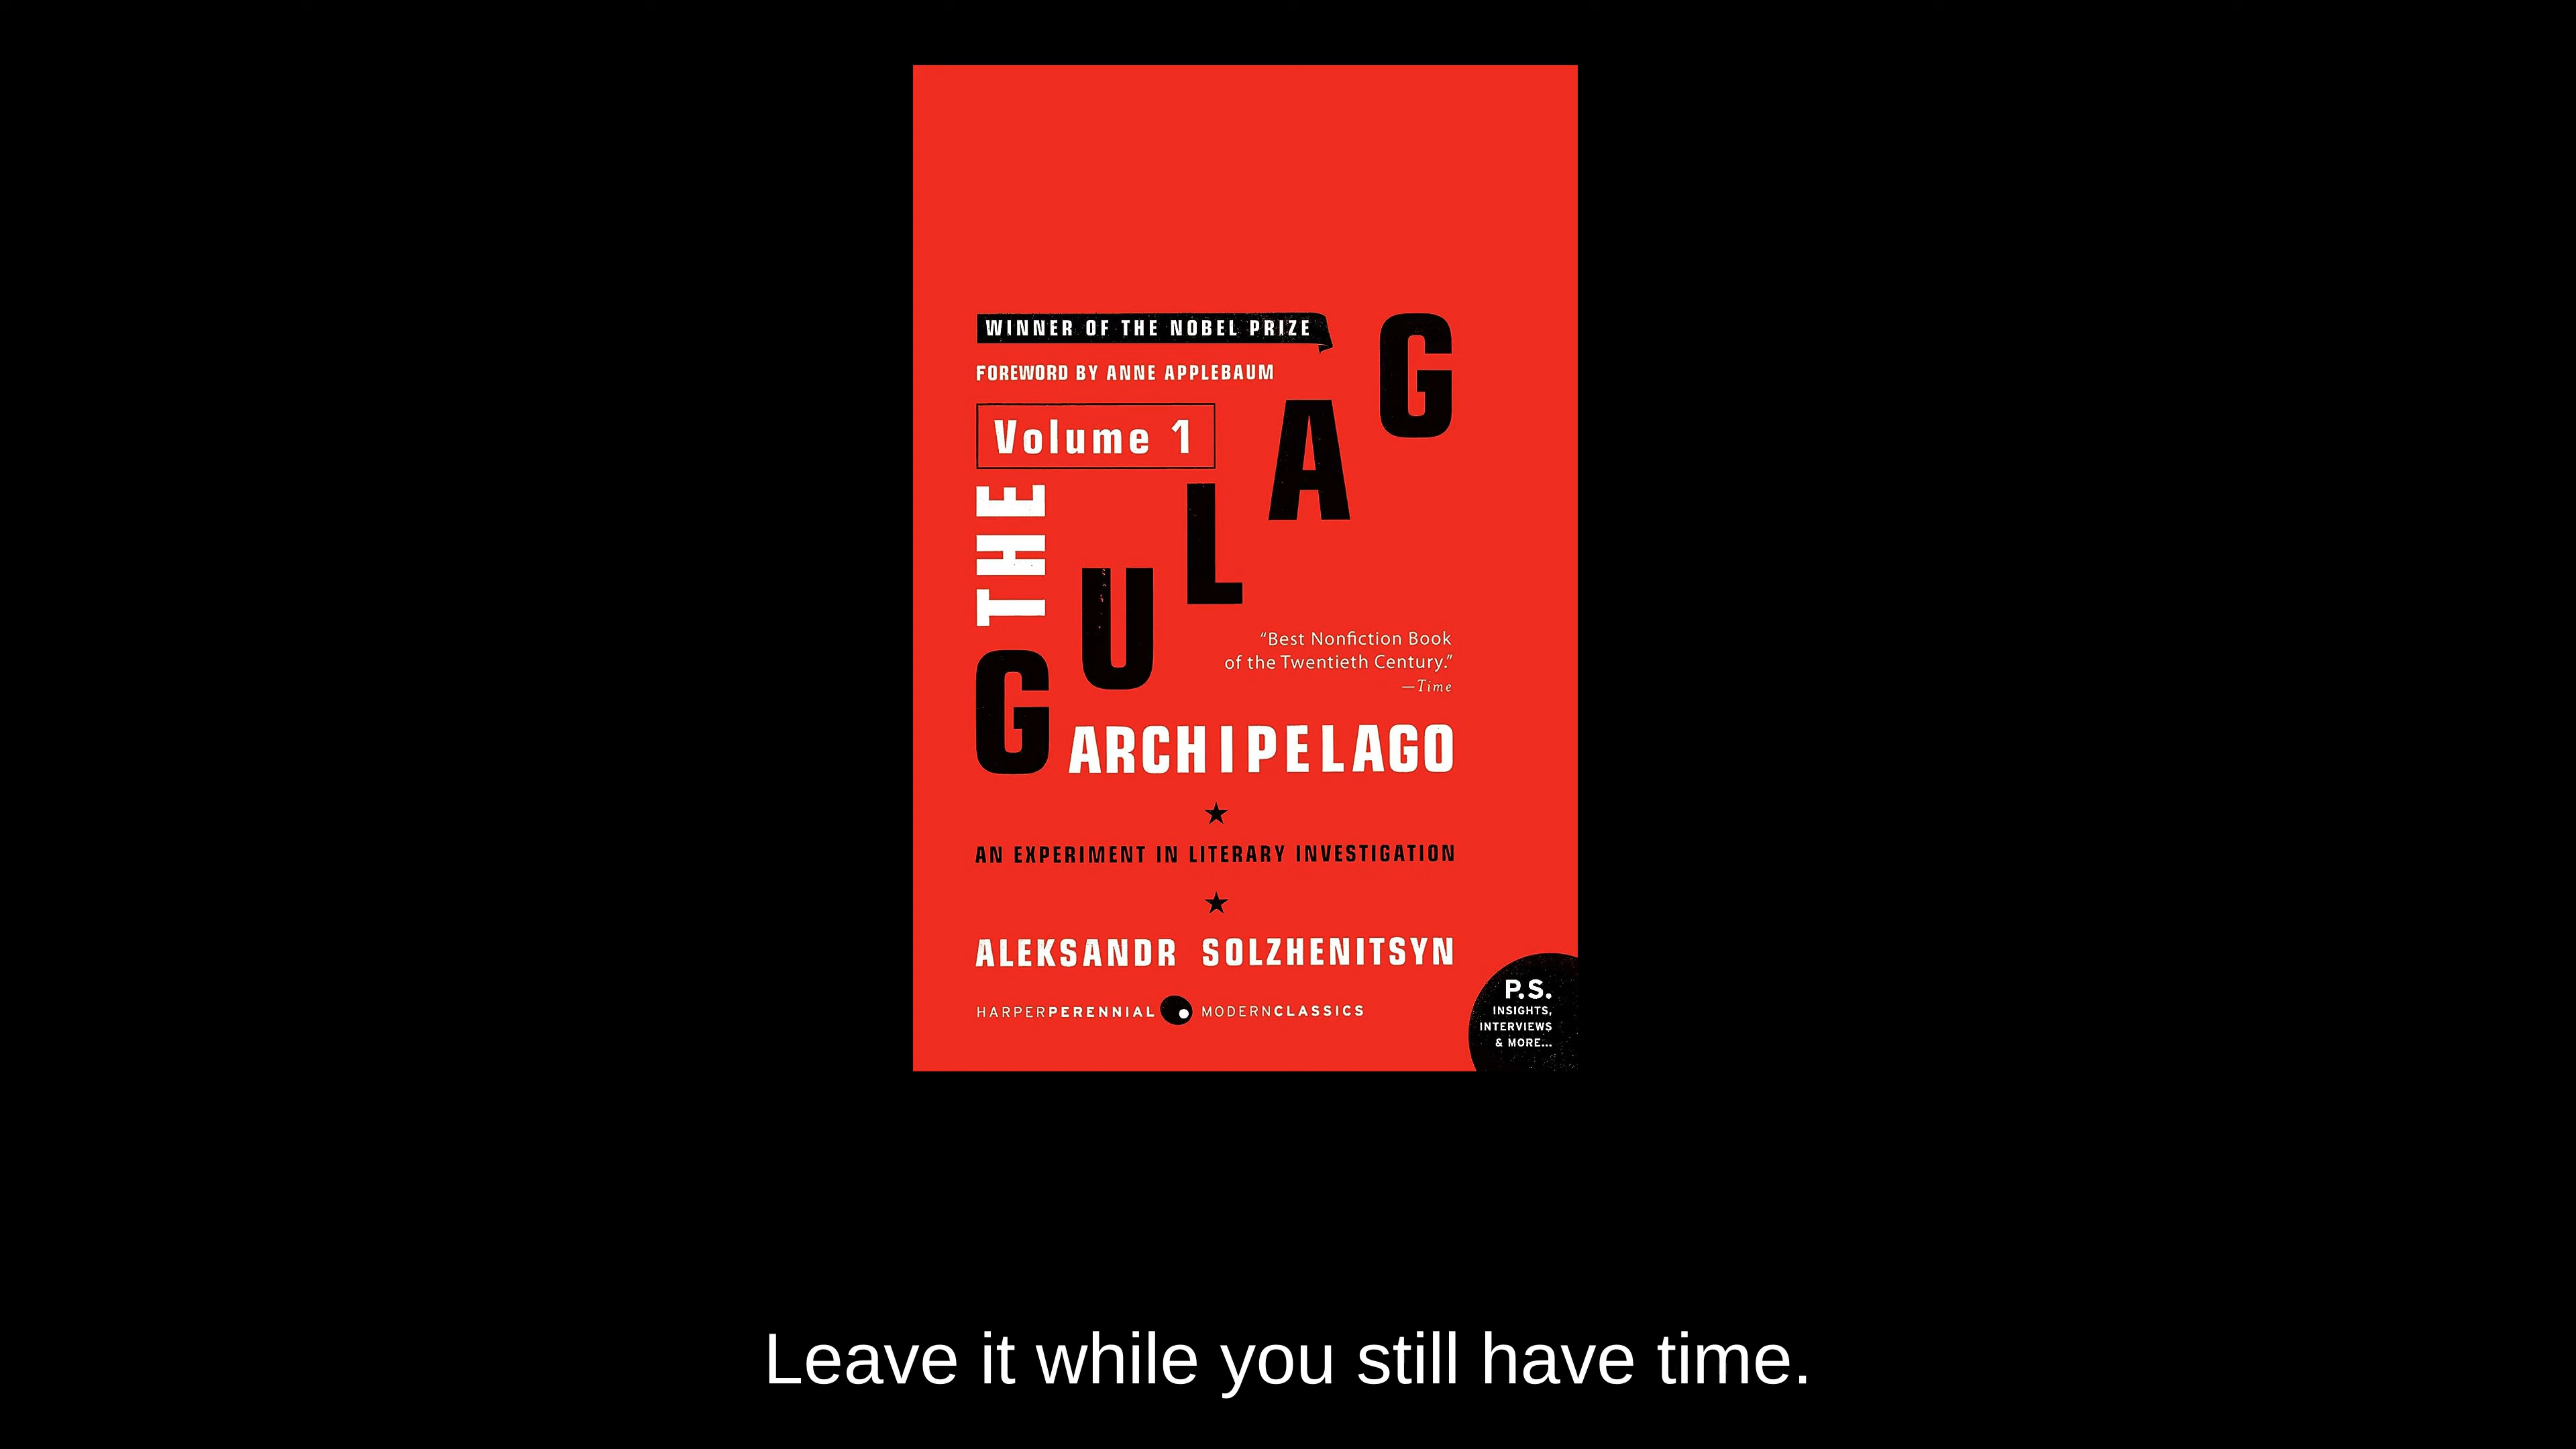 WINNER OF THE NOBEL PRIZE
FOREWORD BY ANNE APPLEBAUM
Volume 1
THE
GULAG
"Best Nonfiction Book
of the Twentieth Century."
—Time
ARCHIPELAGO
★
AN EXPERIMENT IN LITERARY INVESTIGATION
★
ALEKSANDR SOLZHENITSYN
HARPERPERENNIAL MODERNCLASSICS
P.S.
INSIGHTS,
INTERVIEWS
& MORE...
Leave it while you still have time.